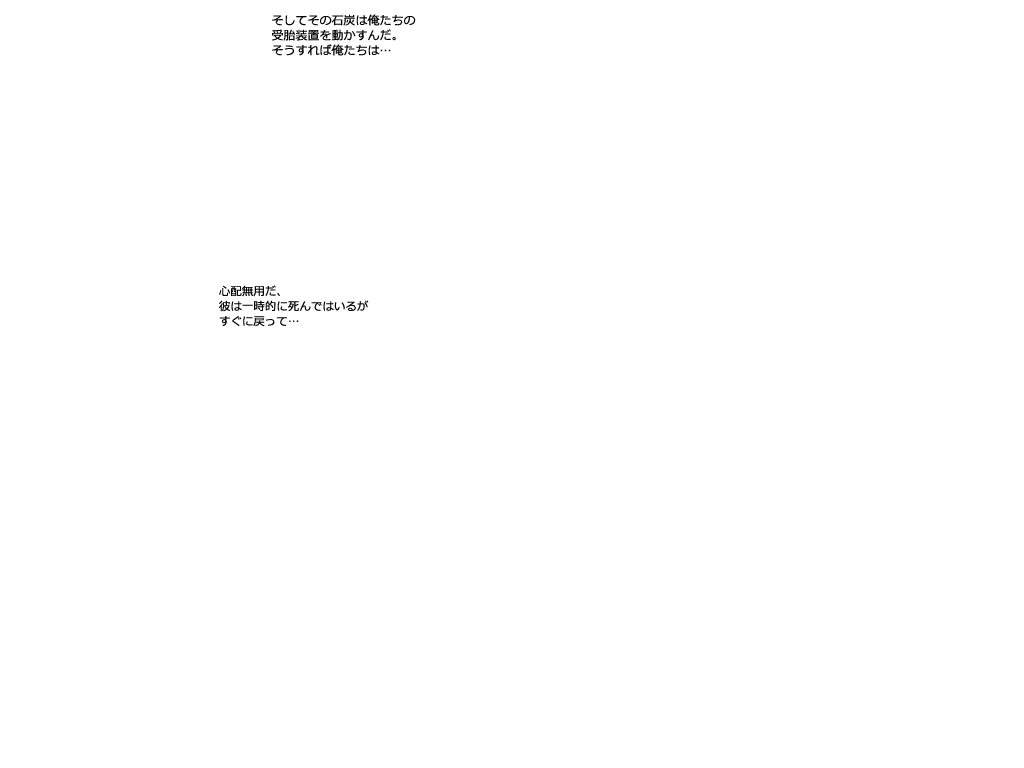 そしてその石炭は俺たちの
受胎装置を動かすんだ。
そうすれば俺たちは…
心配無用だ、
彼は一時的に死んではいるが
すぐに戻って…